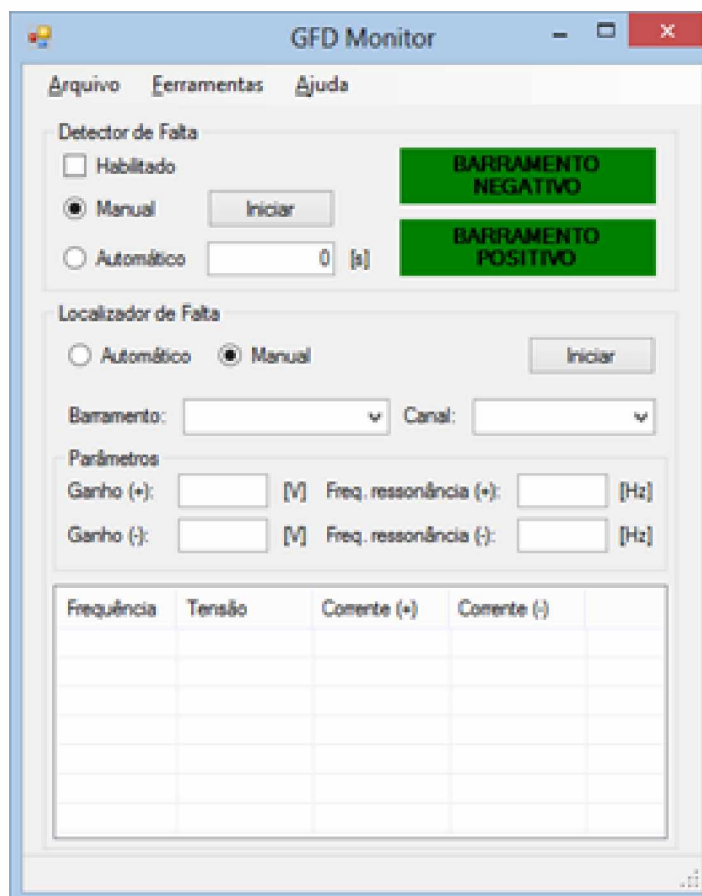 GFD Monitor
Arquivo Ferramentas Ajuda
Detector de Falta
Habilitado
BARRAMENTO
NEGATIVO
Manual Iniciar
BARRAMENTO
POSITIVO
Automático 0 [s]
Localizador de Falta
Automático Manual Iniciar
Barramento: Canal:
Parâmetros
Ganho (+): [V] Freq. ressonância (+): [Hz]
Ganho (-): [V] Freq. ressonância (-): [Hz]
Frequência Tensão Corrente (+) Corrente (-)